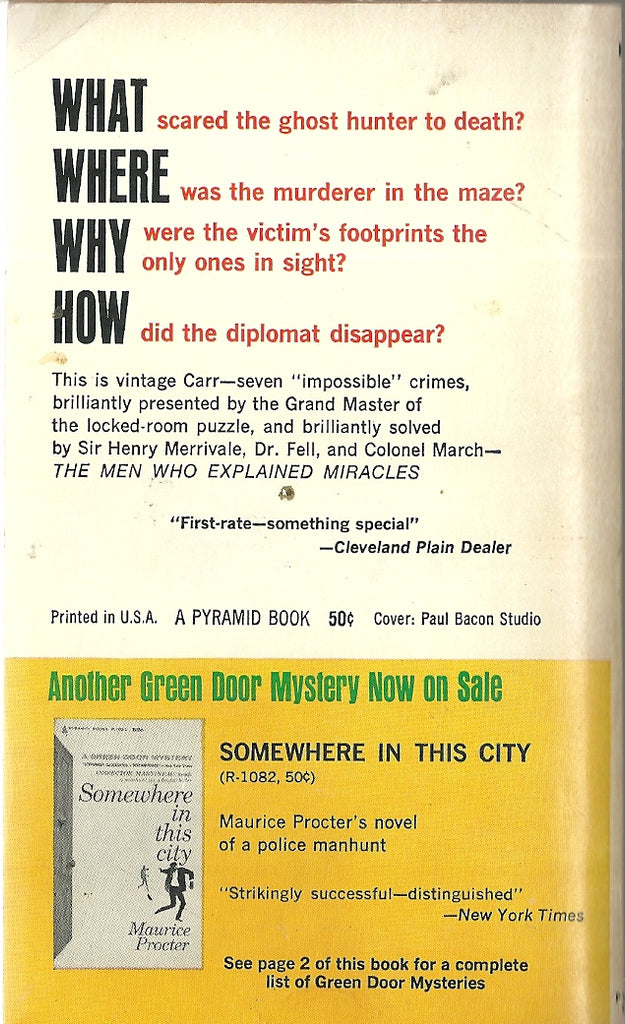 WHAT scared the ghost hunter to death?
WHERE was the murderer in the maze?
WHY were the victim's footprints the
only ones in sight?
HOW did the diplomat disappear?
This is vintage Carr—seven "impossible" crimes,
brilliantly presented by the Grand Master of
the locked-room puzzle, and brilliantly solved
by Sir Henry Merrivale, Dr. Fell, and Colonel March—
THE MEN WHO EXPLAINED MIRACLES
"First-rate—something special"
—Cleveland Plain Dealer
Printed in U.S.A. A PYRAMID BOOK 50¢ Cover: Paul Bacon Studio
Another Green Door Mystery Now on Sale
A GREEN DOOR MYSTERY
Somewhere
in
this
city
Maurice
Procter
SOMEWHERE IN THIS CITY
(R-1082, 50¢)
Maurice Procter's novel
of a police manhunt
"Strikingly successful—distinguished"
—New York Times
See page 2 of this book for a complete
list of Green Door Mysteries